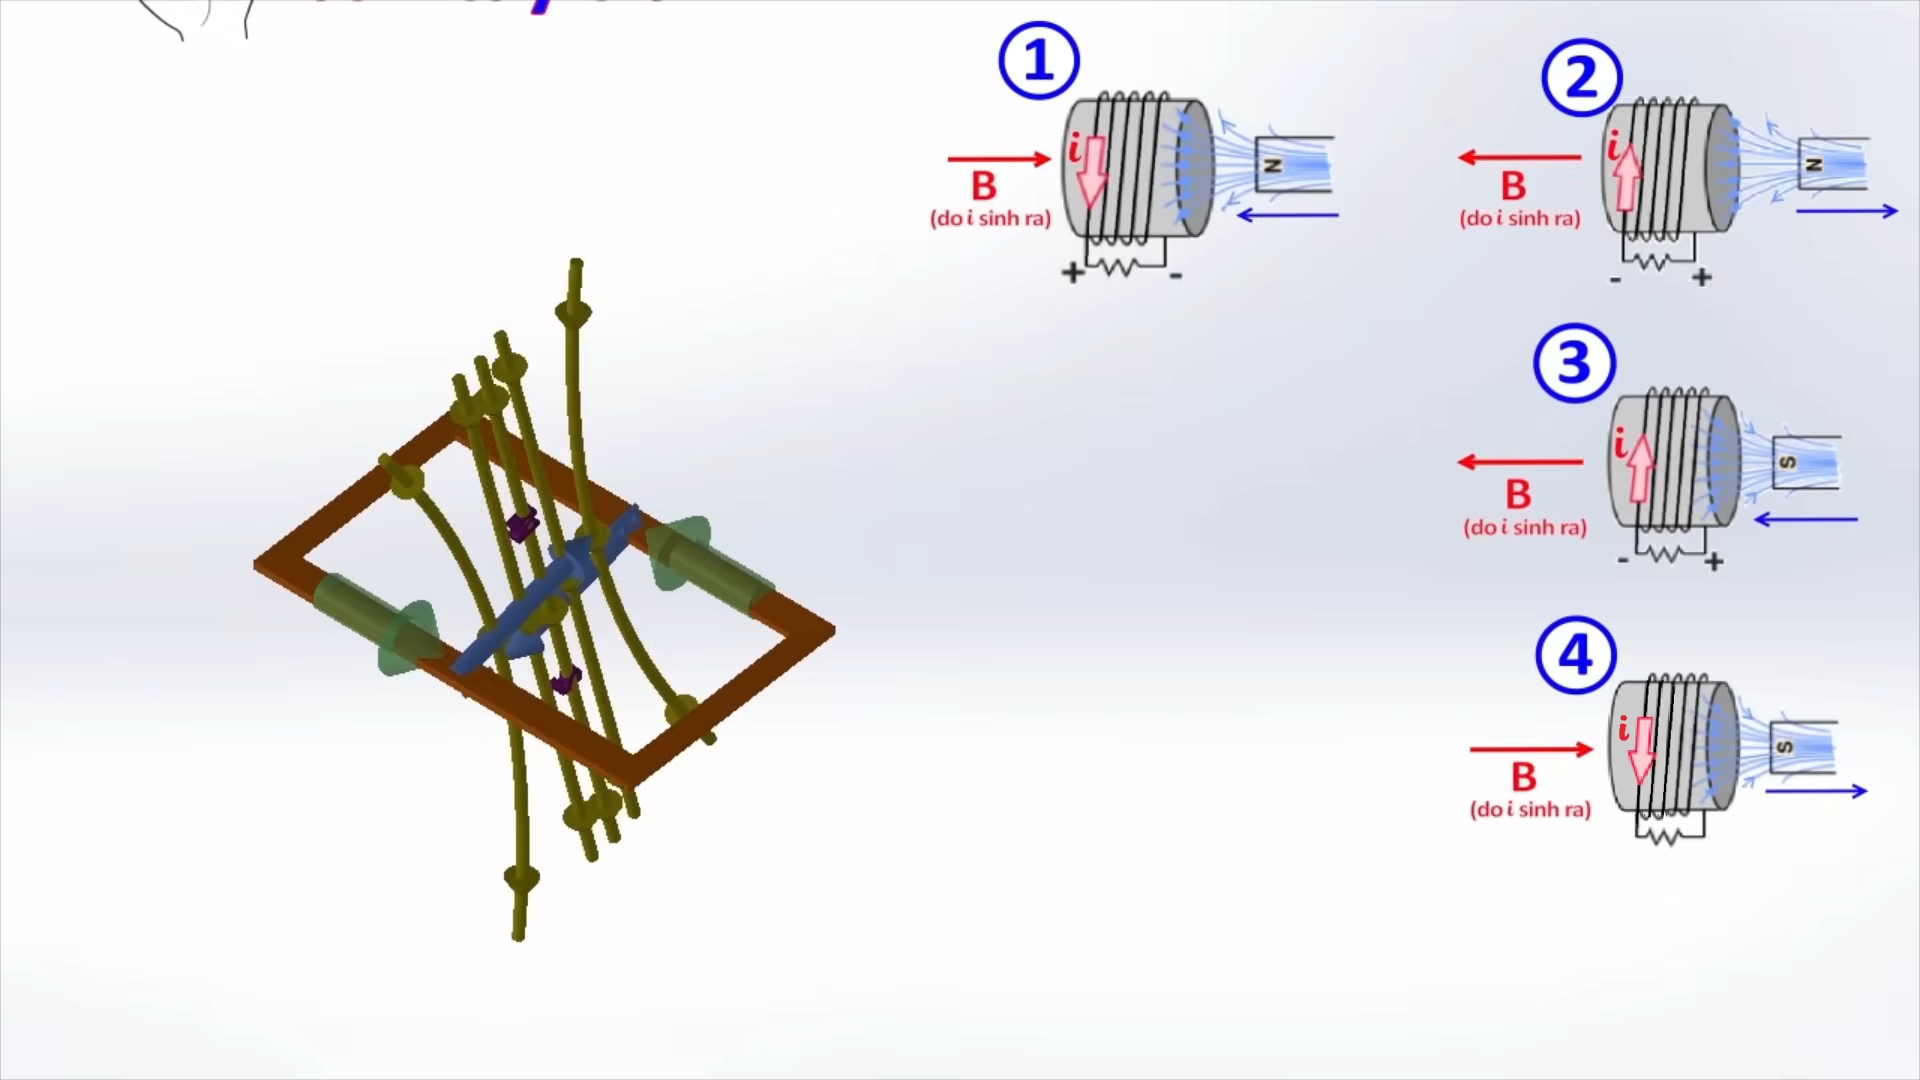 1
i
N
B
(do i sinh ra)
+ -
2
i
N
B
(do i sinh ra)
- +
3
i
S
B
(do i sinh ra)
- +
4
i
S
B
(do i sinh ra)